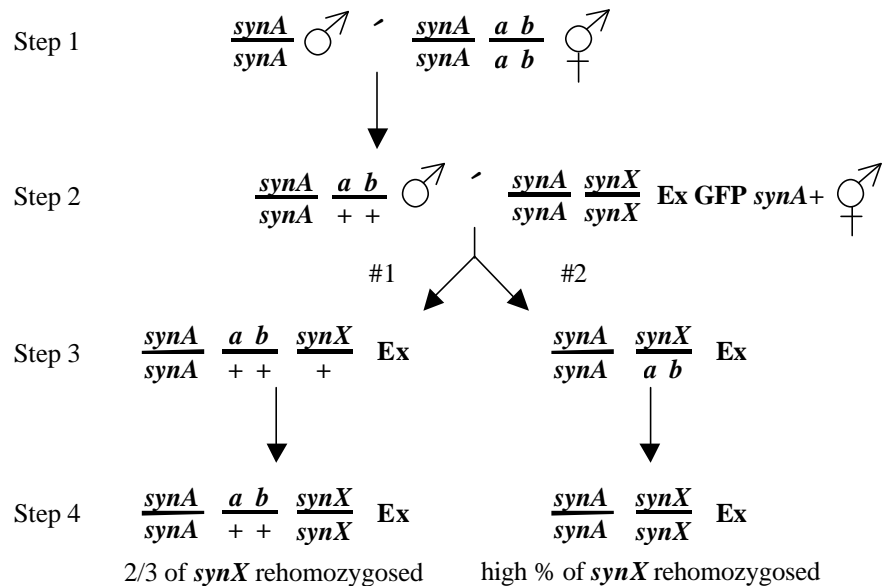 Step 1
synA ´ synA a b
synA synA a b
Step 2
synA a b ´ synA synX Ex GFP synA+
synA + + synA synX
#1 #2
Step 3
synA a b synX Ex synA synX Ex
synA + + + synA a b
Step 4
synA a b synX Ex synA synX Ex
synA + + synX synA synX
2/3 of synX rehomozygosed high % of synX rehomozygosed